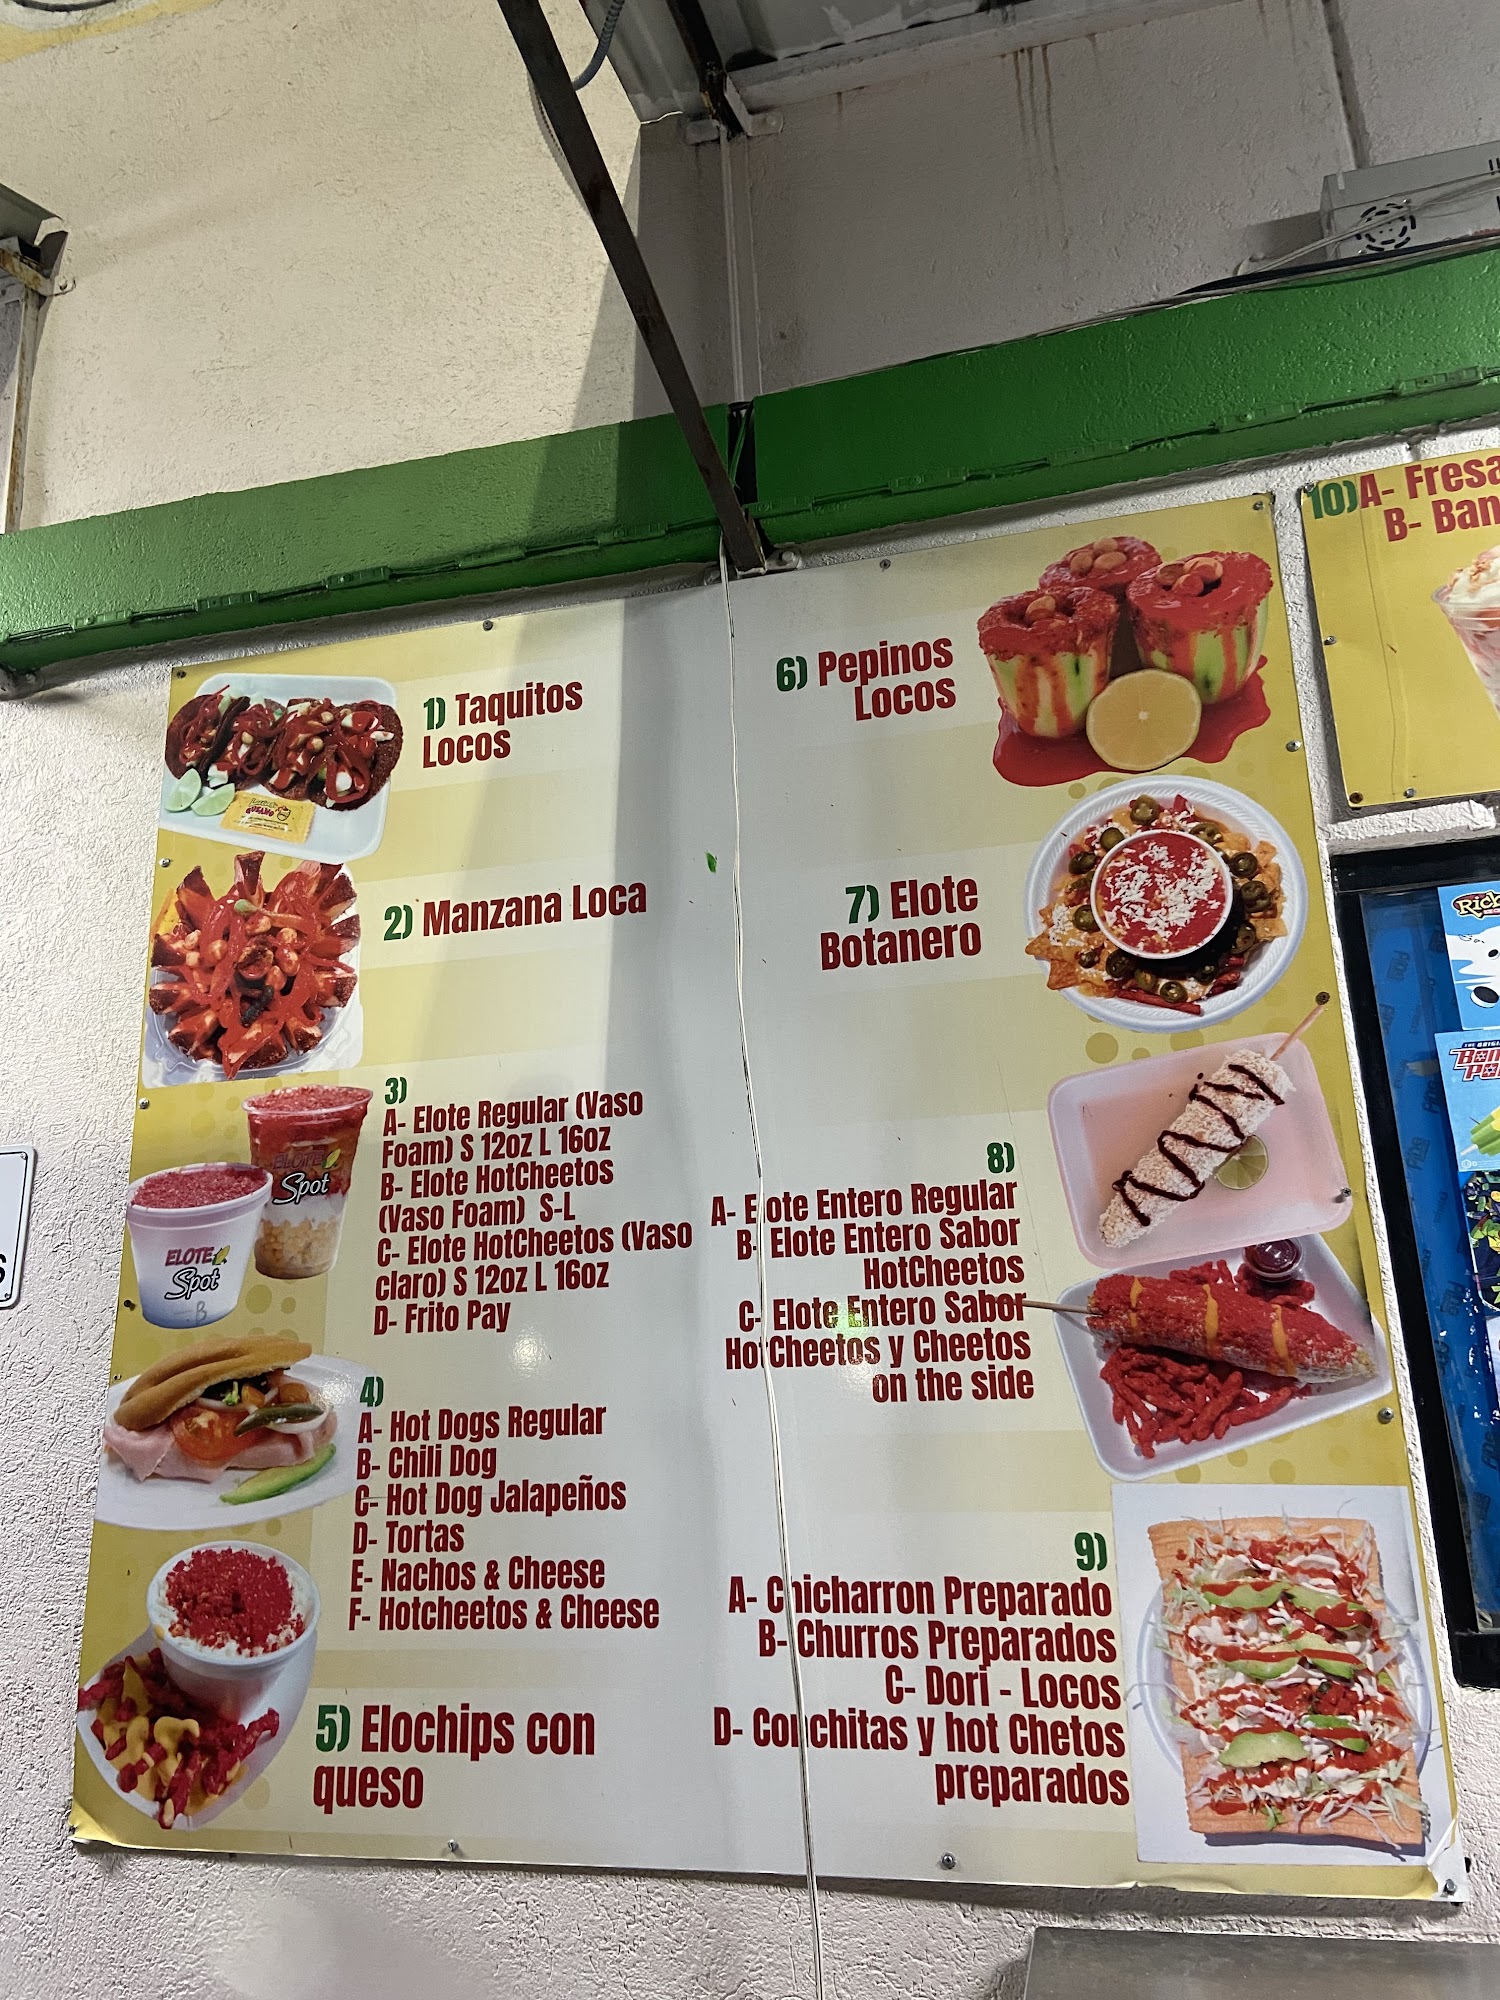 1) Taquitos
Locos
2) Manzana Loca
3)
A- Elote Regular (Vaso
Foam) S 12oz L 16oz
B- Elote HotCheetos
(Vaso Foam) S-L
C- Elote HotCheetos (Vaso
claro) S 12oz L 16oz
D- Frito Pay
4)
A- Hot Dogs Regular
B- Chili Dog
C- Hot Dog Jalapeños
D- Tortas
E- Nachos & Cheese
F- Hotcheetos & Cheese
5) Elochips con
queso
6) Pepinos
Locos
7) Elote
Botanero
8)
A- Elote Entero Regular
B- Elote Entero Sabor
HotCheetos
C- Elote Entero Sabor
HotCheetos y Cheetos
on the side
9)
A- Chicharron Preparado
B- Churros Preparados
C- Dori - Locos
D- Conchitas y hot Chetos
preparados
10) A- Fresa
B- Ban
GUSANO
ELOTE
Spot
ELOTE
Spot
B